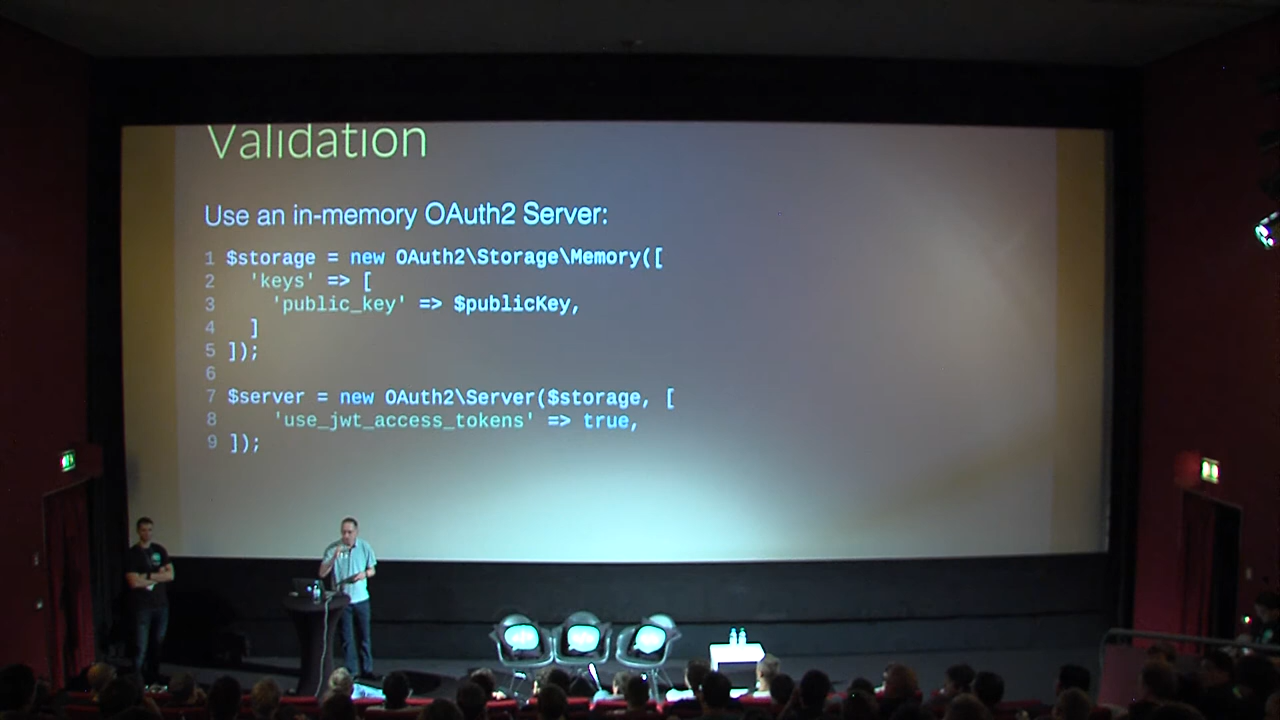 Validation
Use an in-memory OAuth2 Server:
1 $storage = new OAuth2\Storage\Memory([
2   'keys' => [
3     'public_key' => $publicKey,
4   ]
5 ]);
6
7 $server = new OAuth2\Server($storage, [
8     'use_jwt_access_tokens' => true,
9 ]);